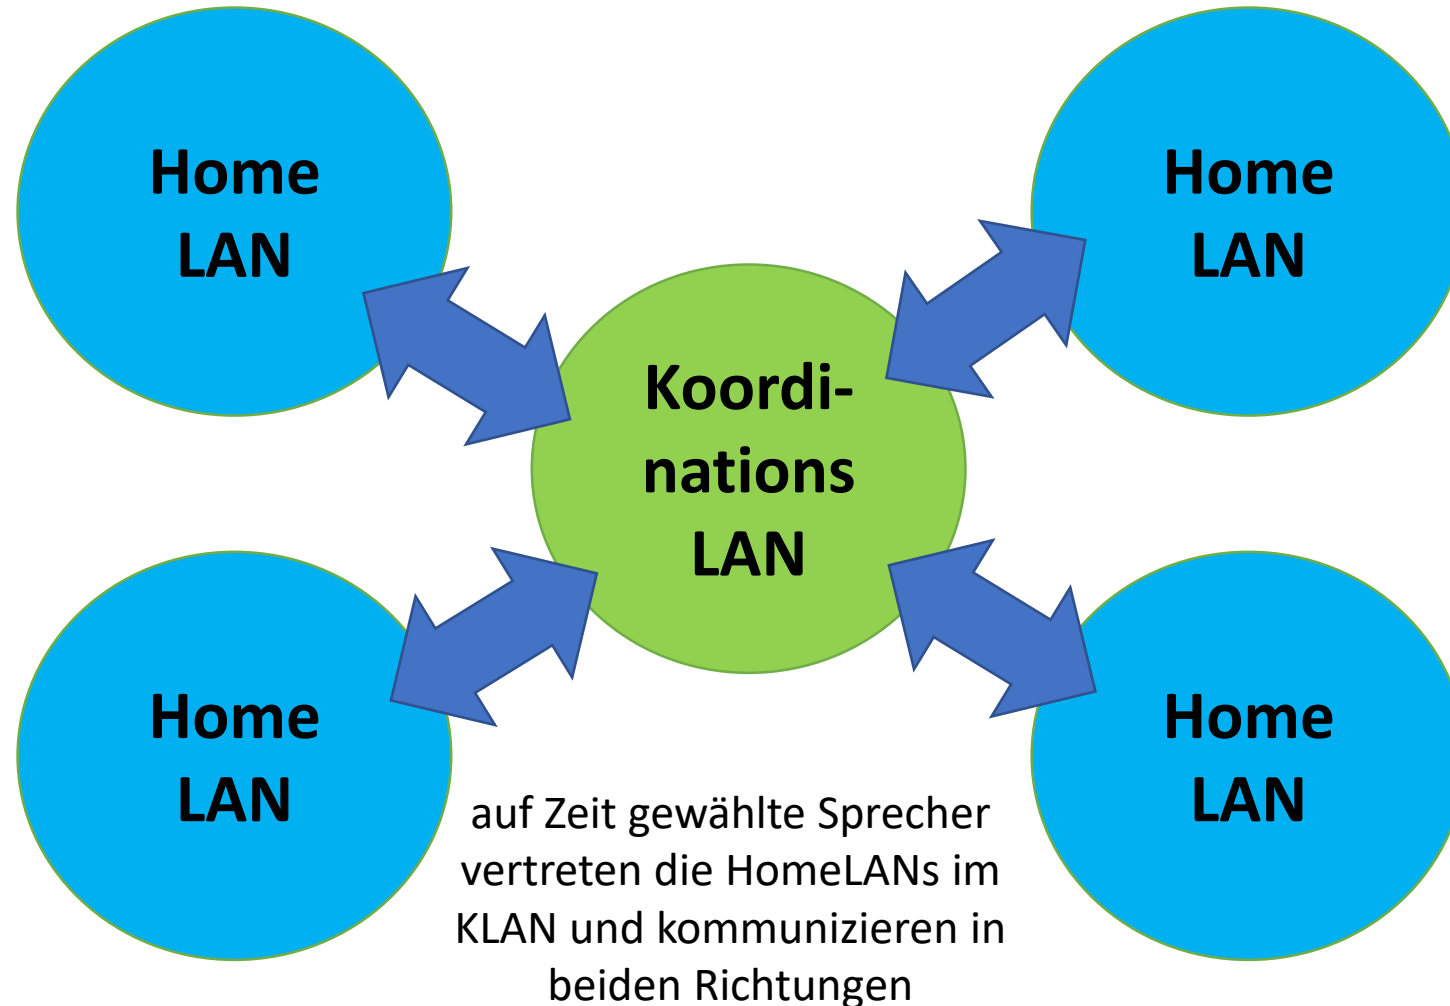 Home
LAN
Home
LAN
Koordi-
nations
LAN
Home
LAN
Home
LAN
auf Zeit gewählte Sprecher
vertreten die HomeLANs im
KLAN und kommunizieren in
beiden Richtungen